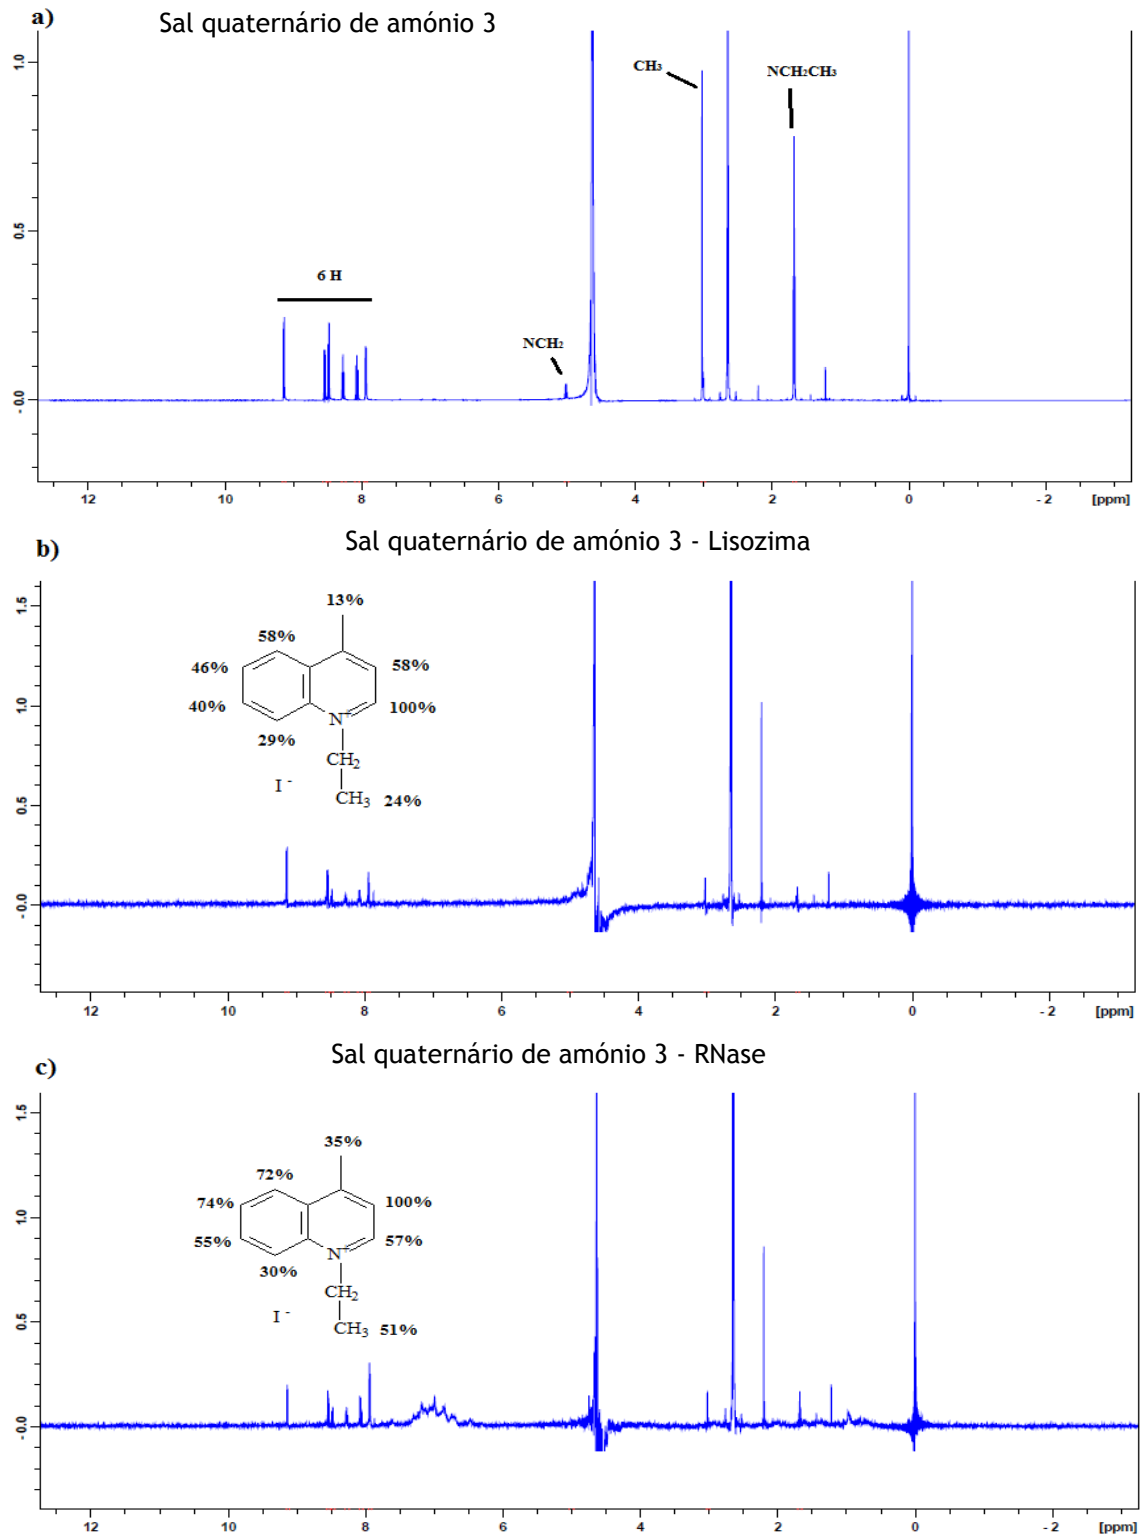 a)
Sal quaternário de amónio 3
CH3
NCH2CH3
6 H
NCH2
1.0
0.5
- 0.0
12 10 8 6 4 2 0 - 2 [ppm]
b)
Sal quaternário de amónio 3 - Lisozima
13%
58%
46% 58%
40% 100%
N+
29%
CH2
I -
CH3 24%
1.5
1.0
0.5
- 0.0
12 10 8 6 4 2 0 - 2 [ppm]
Sal quaternário de amónio 3 - RNase
c)
35%
72%
74% 100%
55% 57%
N+
30%
CH2
I -
CH3 51%
1.5
1.0
0.5
- 0.0
12 10 8 6 4 2 0 - 2 [ppm]